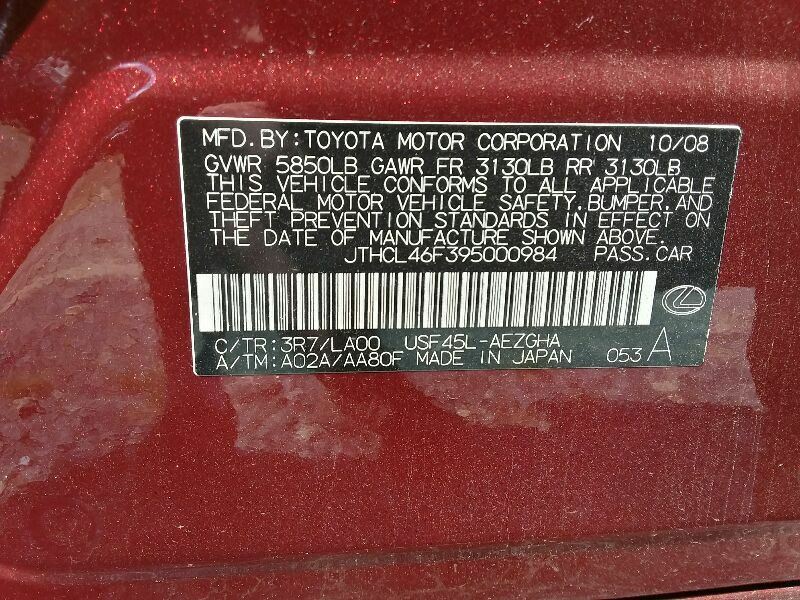 MFD.BY:TOYOTA MOTOR CORPORATION 10/08
GVWR 5850LB GAWR FR 3130LB RR 3130LB
THIS VEHICLE CONFORMS TO ALL APPLICABLE
FEDERAL MOTOR VEHICLE SAFETY.BUMPER.AND
THEFT PREVENTION STANDARDS IN EFFECT ON
THE DATE OF MANUFACTURE SHOWN ABOVE.
JTHCL46F395000984 PASS.CAR
C/TR:3R7/LA00 USF45L-AEZGHA
A/TM:A02A/AA80F MADE IN JAPAN 053 A